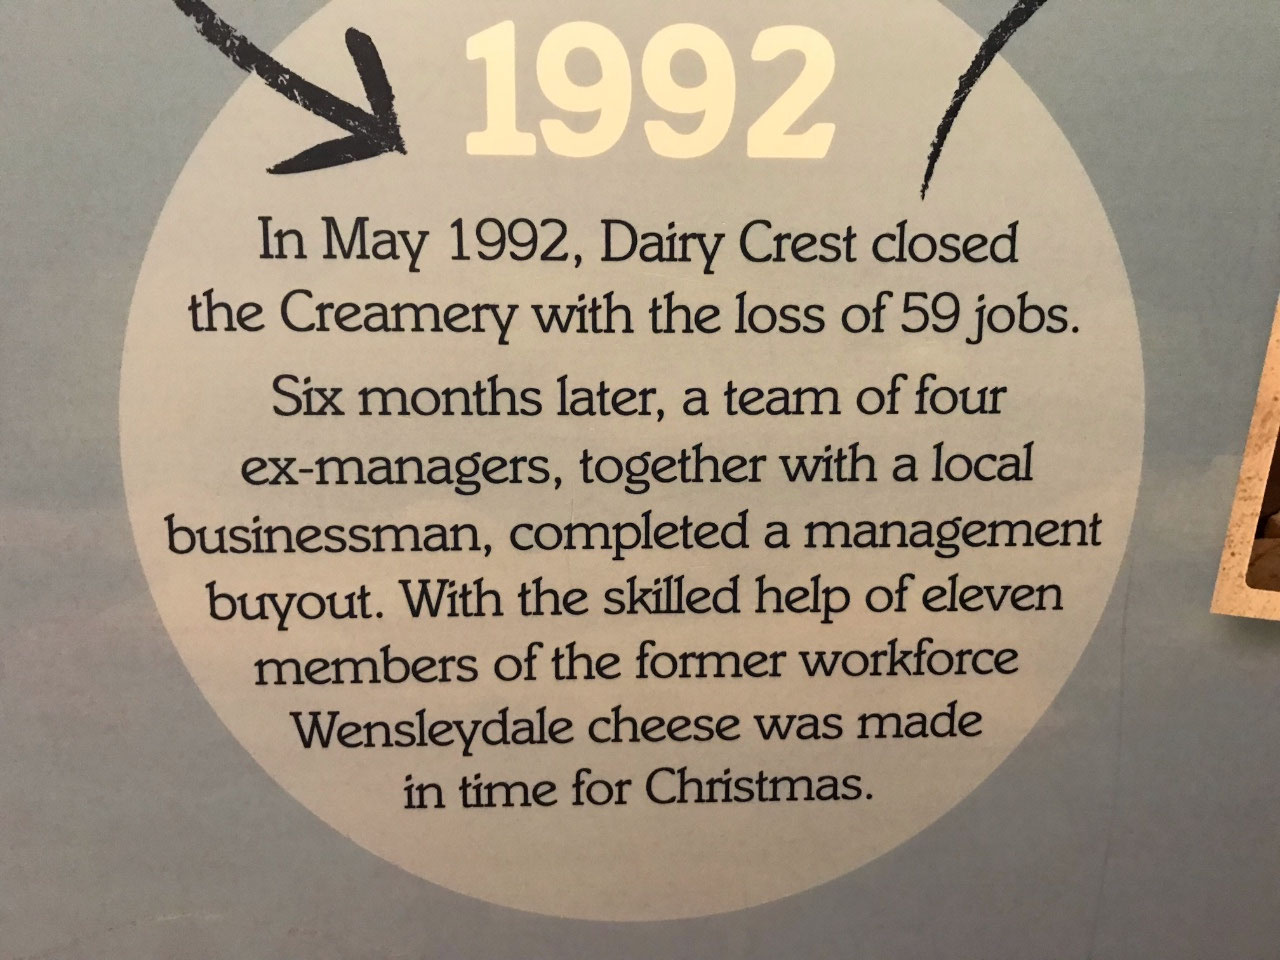 1992
In May 1992, Dairy Crest closed
the Creamery with the loss of 59 jobs.
Six months later, a team of four
ex-managers, together with a local
businessman, completed a management
buyout. With the skilled help of eleven
members of the former workforce
Wensleydale cheese was made
in time for Christmas.